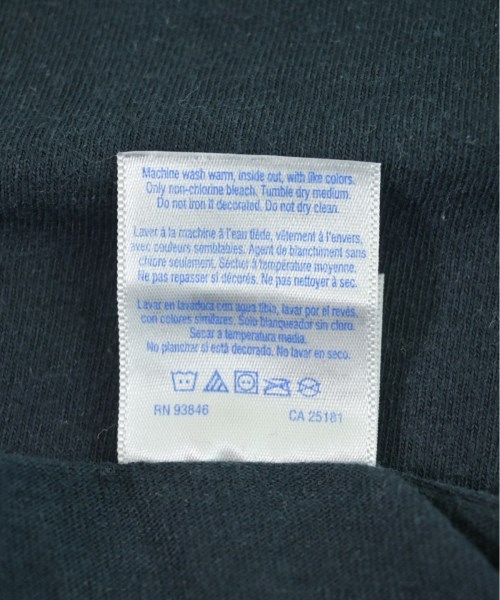 Machine wash warm, inside out, with like colors.
Only non-chlorine bleach. Tumble dry medium.
Do not iron if decorated. Do not dry clean.
Laver à la machine à l'eau tiède, vêtement à l'envers,
avec couleurs semblables. Agent de blanchiment sans
chlore seulement. Sécher à température moyenne.
Ne pas repasser si décorés. Ne pas nettoyer à sec.
Lavar en lavadora con agua tibia, lavar por el revés,
con colores similares. Solo blanqueador sin cloro.
Secar a temperatura media.
No planchar si está decorado. No lavar en seco.
RN 93846 CA 25181